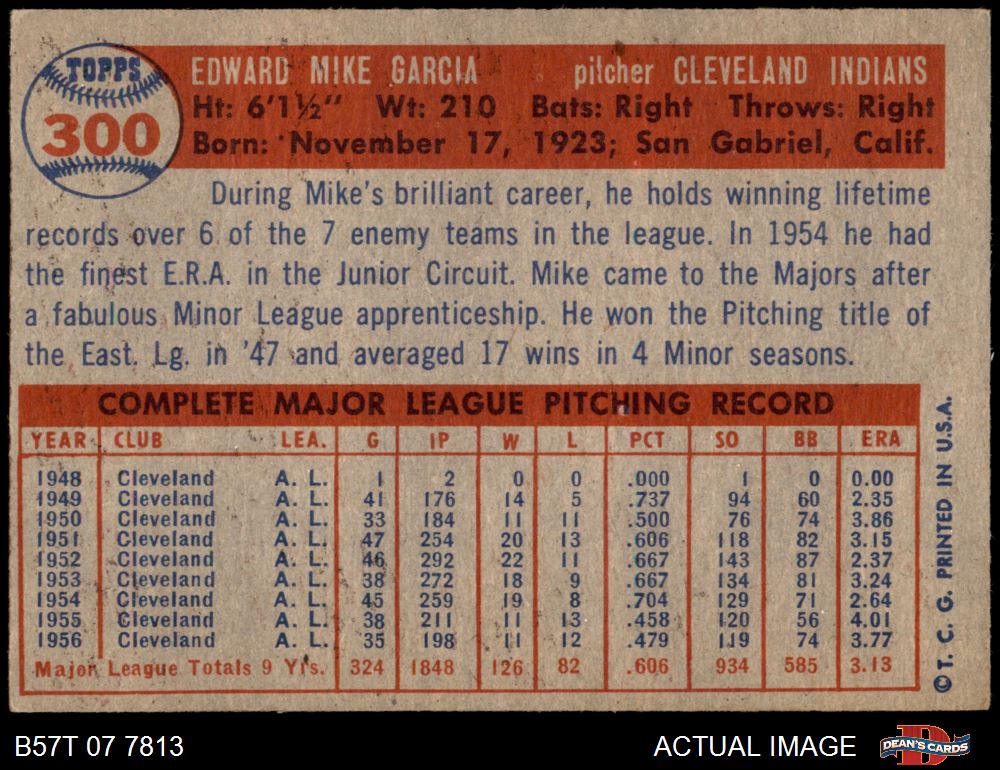 TOPPS
300
EDWARD MIKE GARCIA pitcher CLEVELAND INDIANS
Ht: 6'1½" Wt: 210 Bats: Right Throws: Right
Born: November 17, 1923; San Gabriel, Calif.
During Mike's brilliant career, he holds winning lifetime
records over 6 of the 7 enemy teams in the league. In 1954 he had
the finest E.R.A. in the Junior Circuit. Mike came to the Majors after
a fabulous Minor League apprenticeship. He won the Pitching title of
the East. Lg. in '47 and averaged 17 wins in 4 Minor seasons.
COMPLETE MAJOR LEAGUE PITCHING RECORD
YEAR CLUB LEA. G IP W L PCT SO BB ERA
1948 Cleveland A. L. 1 2 0 0 .000 1 0 0.00
1949 Cleveland A. L. 41 176 14 5 .737 94 60 2.35
1950 Cleveland A. L. 33 184 11 11 .500 76 74 3.86
1951 Cleveland A. L. 47 254 20 13 .606 118 82 3.15
1952 Cleveland A. L. 46 292 22 11 .667 143 87 2.37
1953 Cleveland A. L. 38 272 18 9 .667 134 81 3.24
1954 Cleveland A. L. 45 259 19 8 .704 129 71 2.64
1955 Cleveland A. L. 38 211 11 13 .458 120 56 4.01
1956 Cleveland A. L. 35 198 11 12 .479 119 74 3.77
Major League Totals 9 Yrs. 324 1848 126 82 .606 934 585 3.13
© T. C. G. PRINTED IN U.S.A.
B57T 07 7813 ACTUAL IMAGE DEAN'S CARDS